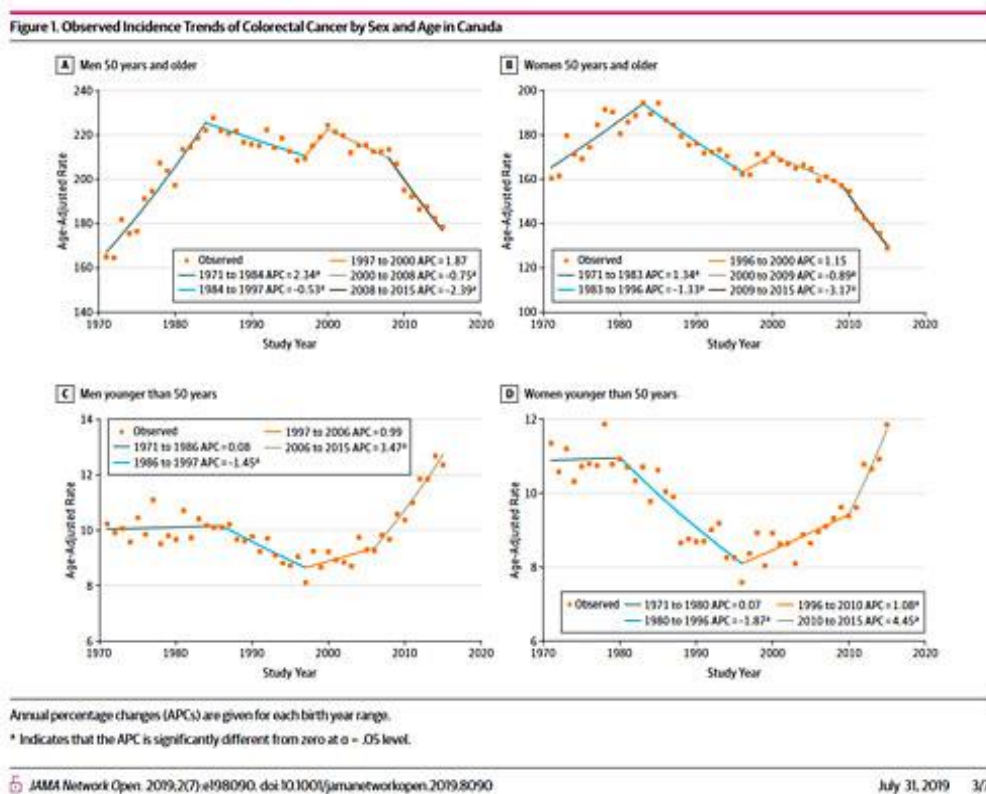 Figure 1. Observed Incidence Trends of Colorectal Cancer by Sex and Age in Canada
A Men 50 years and older
240
220
200
180
160
140
Age-Adjusted Rate
Observed
1971 to 1984 APC = 2.34a
1984 to 1997 APC = –0.53a
1997 to 2000 APC = 1.87
2000 to 2008 APC = –0.75a
2008 to 2015 APC = –2.39a
1970 1980 1990 2000 2010 2020
Study Year
B Women 50 years and older
200
180
160
140
120
100
Age-Adjusted Rate
Observed
1971 to 1983 APC = 1.34a
1983 to 1996 APC = –1.33a
1996 to 2000 APC = 1.15
2000 to 2009 APC = –0.89a
2009 to 2015 APC = –3.17a
1970 1980 1990 2000 2010 2020
Study Year
C Men younger than 50 years
14
12
10
8
6
Age-Adjusted Rate
Observed
1971 to 1986 APC = 0.08
1986 to 1997 APC = –1.45a
1997 to 2006 APC = 0.99
2006 to 2015 APC = 3.47a
1970 1980 1990 2000 2010 2020
Study Year
D Women younger than 50 years
12
10
8
6
Age-Adjusted Rate
Observed
1971 to 1980 APC = 0.07
1980 to 1996 APC = –1.87a
1996 to 2010 APC = 1.08a
2010 to 2015 APC = 4.45a
1970 1980 1990 2000 2010 2020
Study Year
Annual percentage changes (APCs) are given for each birth year range.
a Indicates that the APC is significantly different from zero at α = .05 level.
JAMA Network Open. 2019;2(7):e198090. doi:10.1001/jamanetworkopen.2019.8090
July 31, 2019 3/7